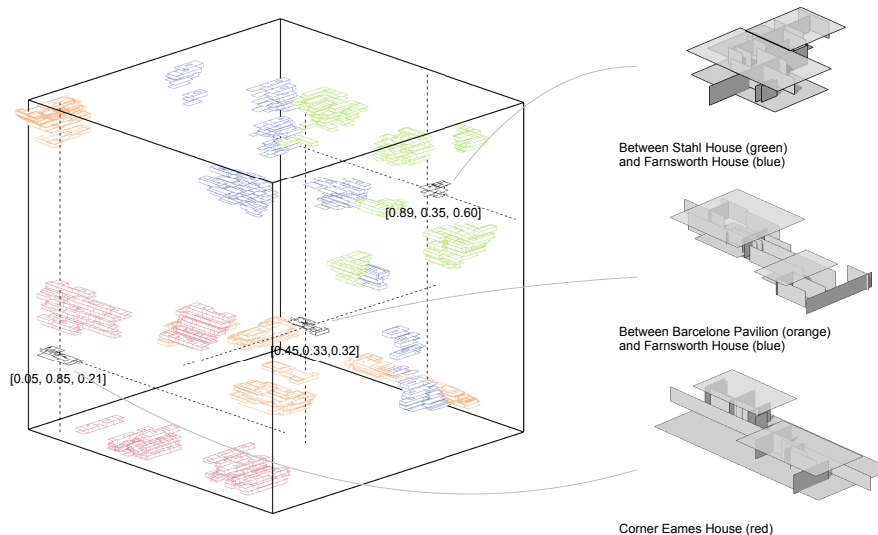 Between Stahl House (green)
and Farnsworth House (blue)
[0.89, 0.35, 0.60]
Between Barcelone Pavilion (orange)
and Farnsworth House (blue)
[0.45,0.33,0.32]
[0.05, 0.85, 0.21]
Corner Eames House (red)